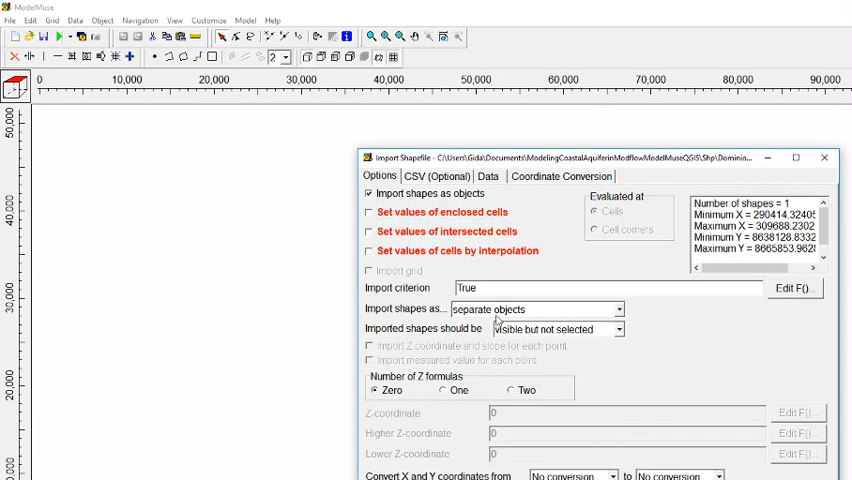 ModelMuse
File Edit Grid Data Object Navigation View Customize Model Help
2
0 10,000 20,000 30,000 40,000 50,000 60,000 70,000 80,000 90,000
50,000
40,000
30,000
20,000
Import Shapefile - C:\Users\Gida\Documents\ModelingCoastalAquiferinModflowModelMuseQGIS\Shp\Dominio...
Options CSV (Optional) Data Coordinate Conversion
Import shapes as objects
Set values of enclosed cells
Set values of intersected cells
Set values of cells by interpolation
Import grid
Evaluated at
Cells
Cell corners
Number of shapes = 1
Minimum X = 290414.32405
Maximum X = 309688.2302
Minimum Y = 8638128.8332
Maximum Y = 8665853.9628
Import criterion True Edit F()...
Import shapes as... separate objects
Imported shapes should be visible but not selected
Import Z coordinate and slope for each point
Import measured value for each point
Number of Z formulas
Zero One Two
Z-coordinate 0 Edit F()...
Higher Z-coordinate 0 Edit F()...
Lower Z-coordinate 0 Edit F()...
Convert X and Y coordinates from No conversion to No conversion